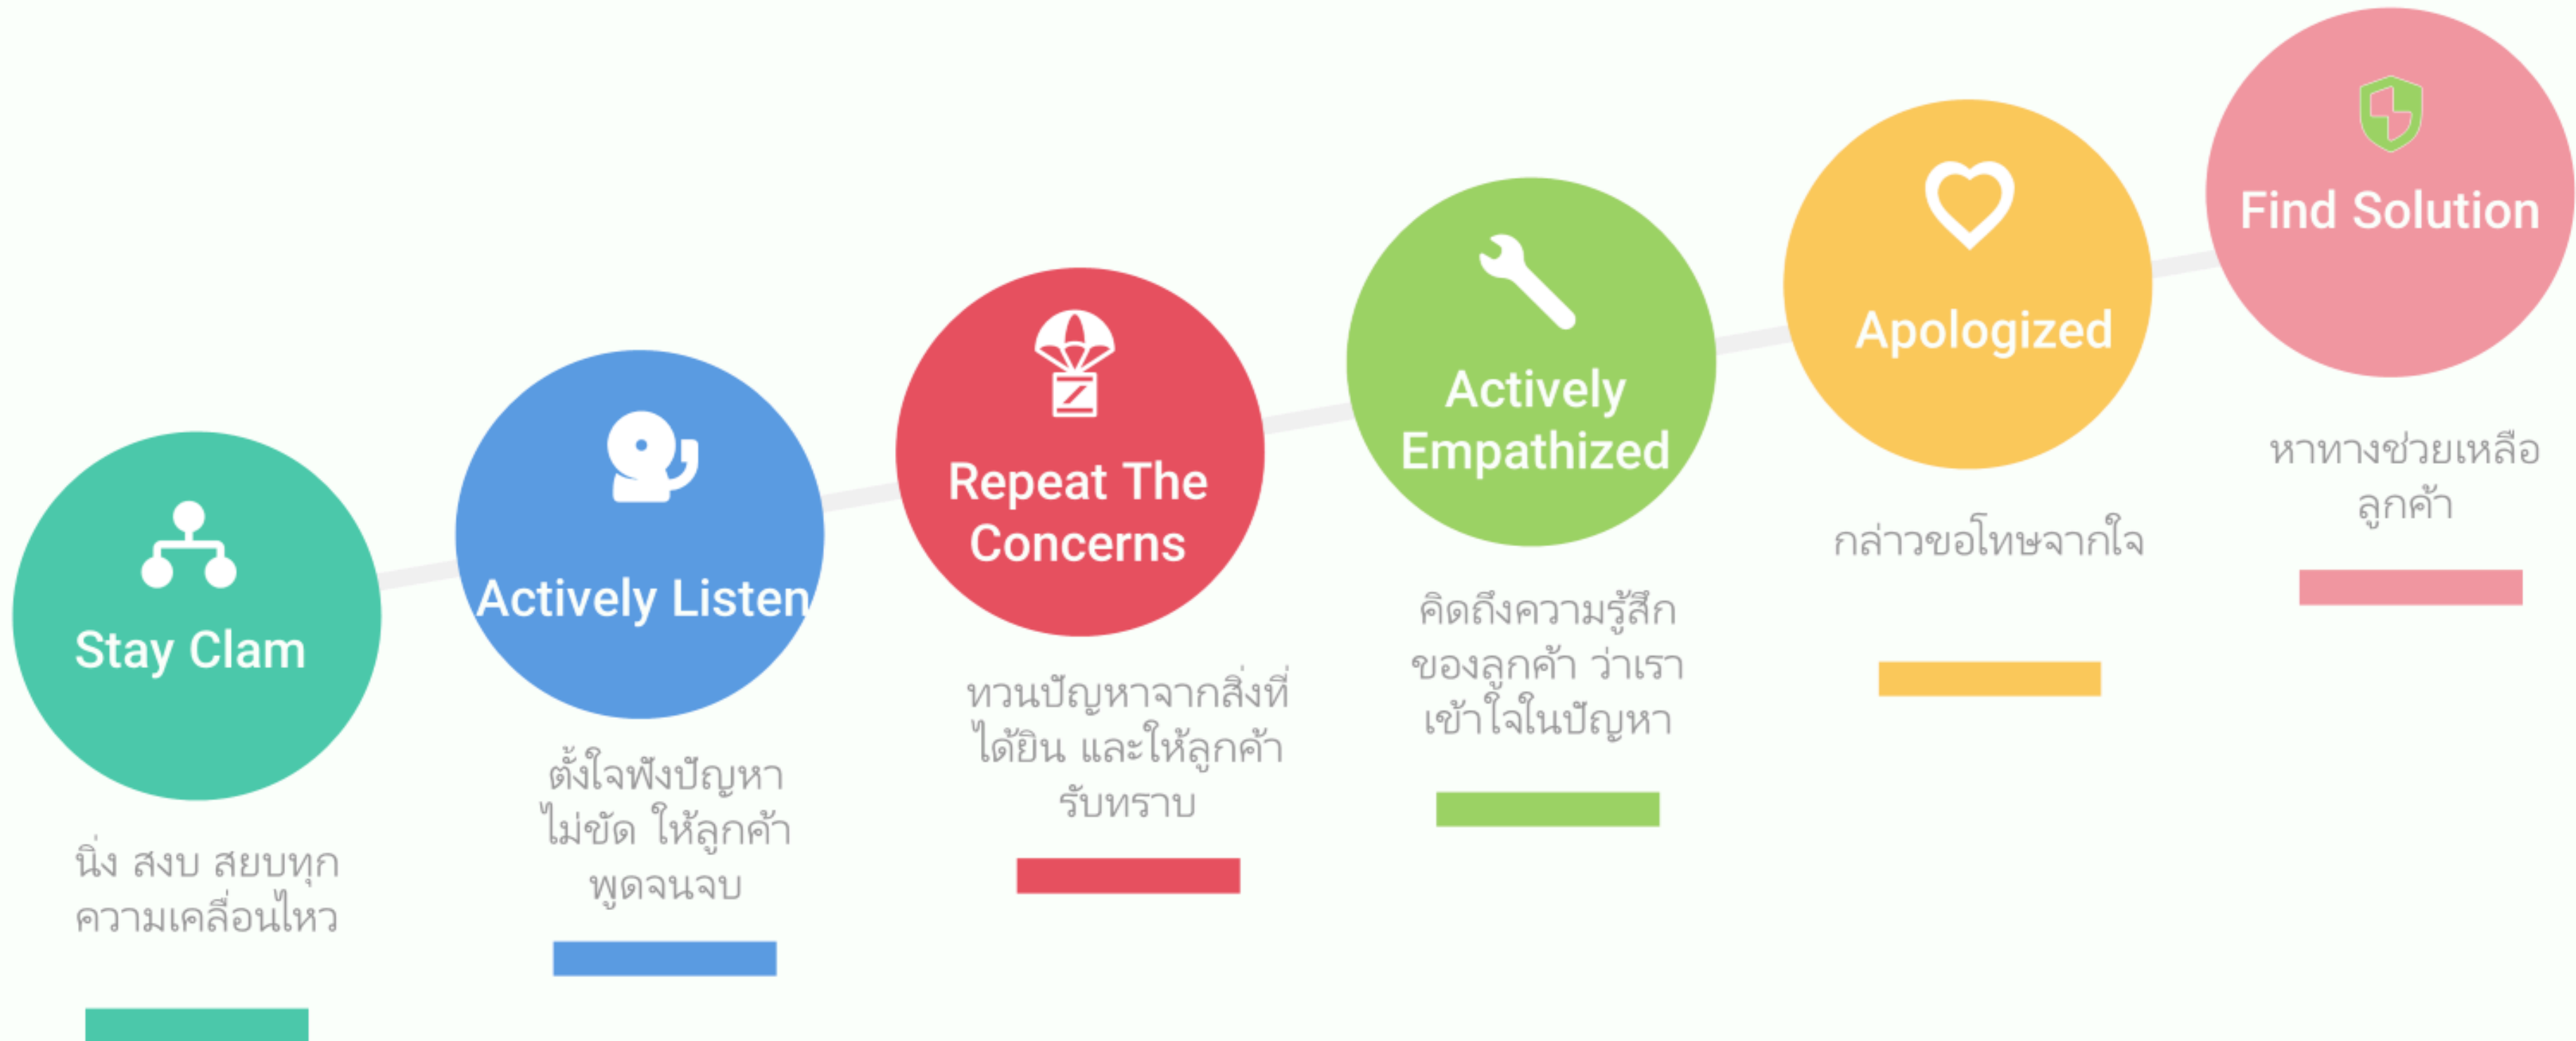 Stay Clam
นิ่ง สงบ สยบทุก
ความเคลื่อนไหว
Actively Listen
ตั้งใจฟังปัญหา
ไม่ขัด ให้ลูกค้า
พูดจนจบ
Repeat The
Concerns
ทวนปัญหาจากสิ่งที่
ได้ยิน และให้ลูกค้า
รับทราบ
Actively
Empathized
คิดถึงความรู้สึก
ของลูกค้า ว่าเรา
เข้าใจในปัญหา
Apologized
กล่าวขอโทษจากใจ
Find Solution
หาทางช่วยเหลือ
ลูกค้า